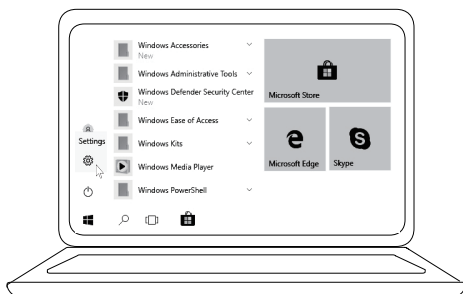 Windows Accessories
New
Windows Administrative Tools
Windows Defender Security Center
New
Windows Ease of Access
Settings
Windows Kits
Windows Media Player
Windows PowerShell
Microsoft Store
Microsoft Edge
Skype